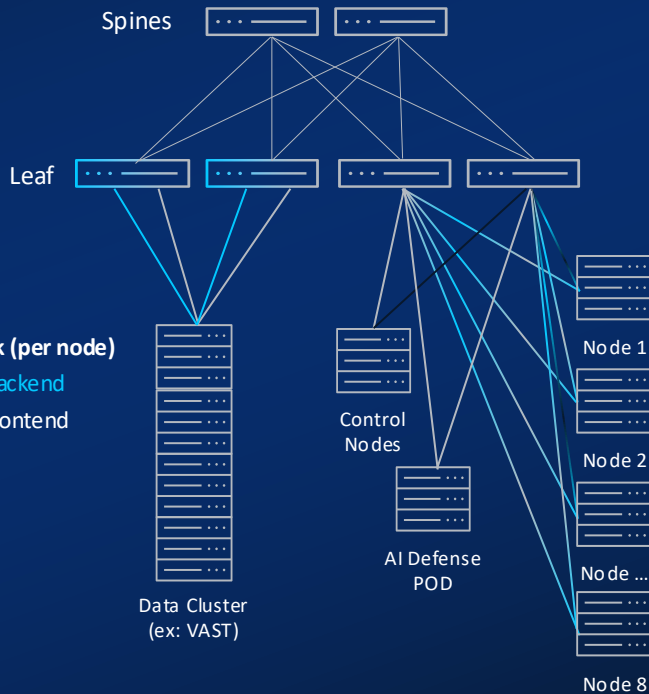 Spines
Leaf
(per node)
ackend
ontend
Control
Nodes
AI Defense
POD
Data Cluster
(ex: VAST)
Node 1
Node 2
Node ...
Node 8